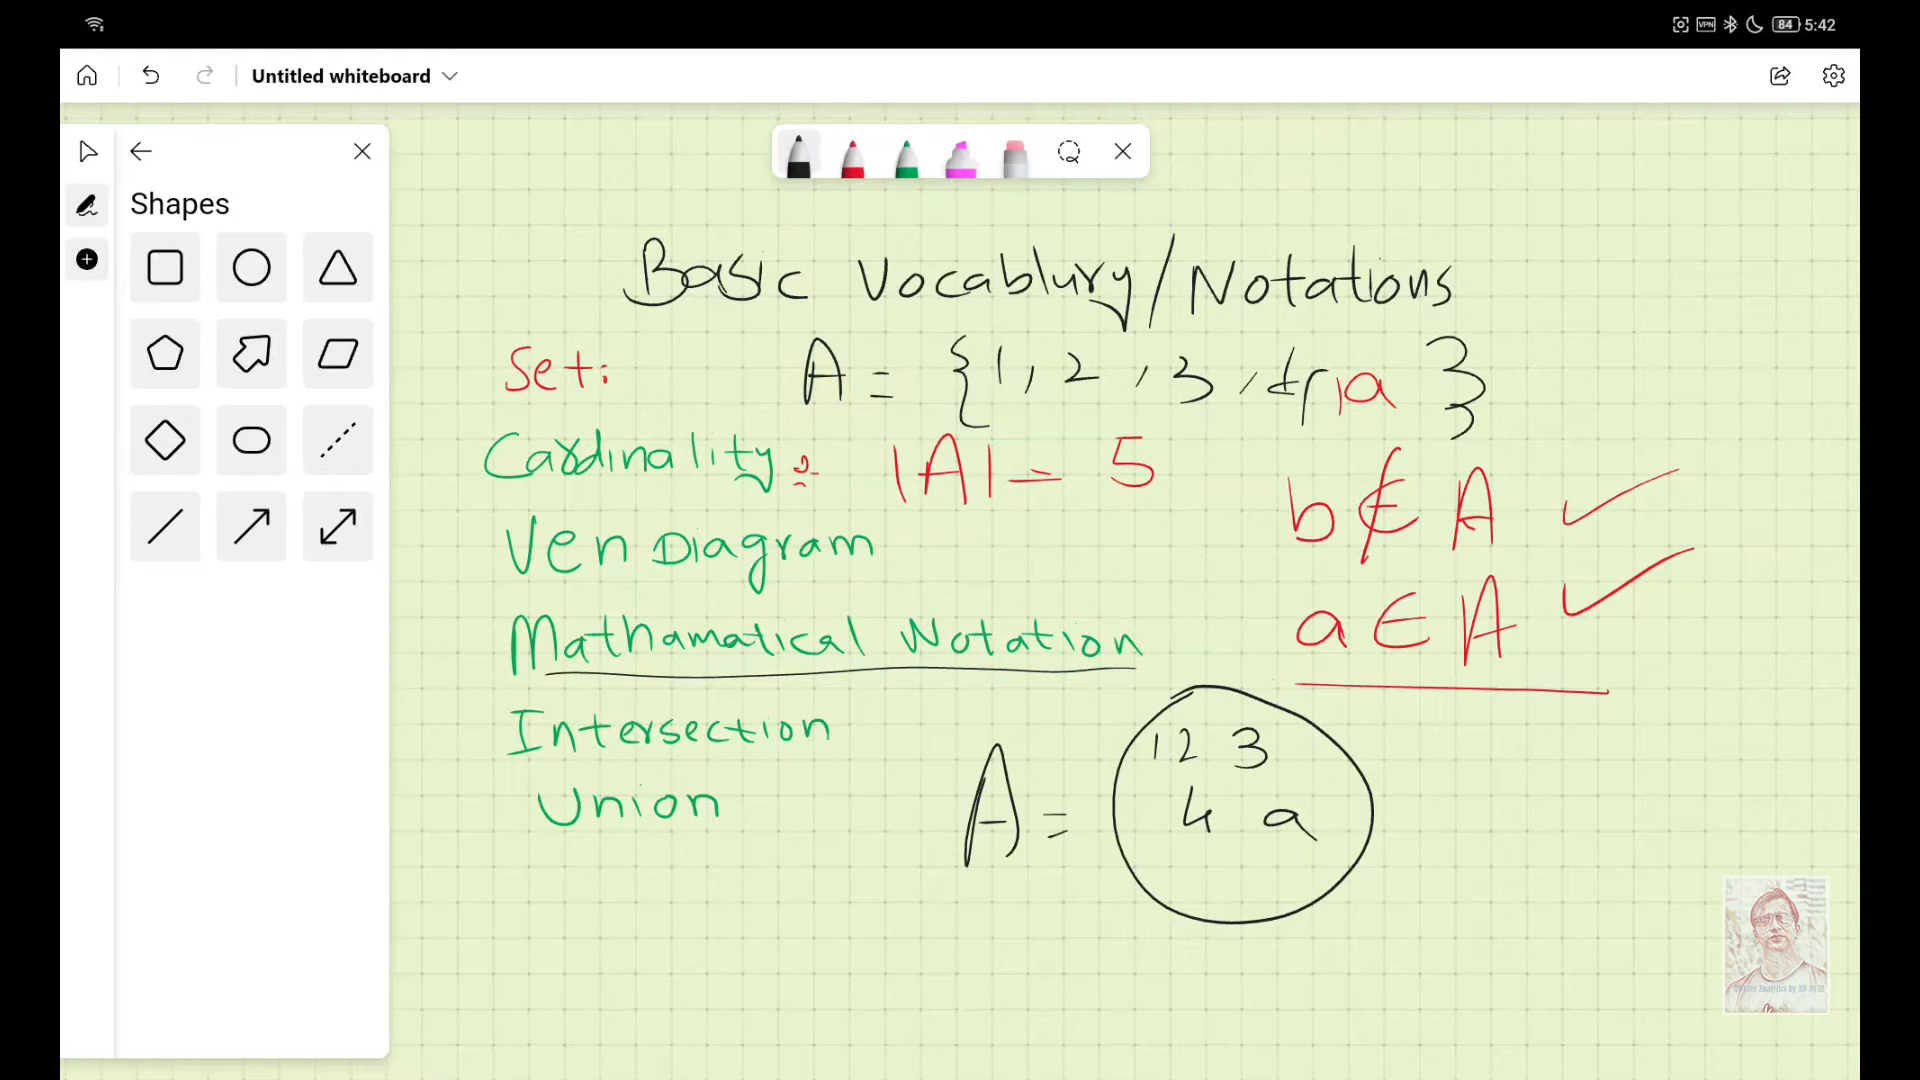 84 5:42
Untitled whiteboard
Shapes
Basic Vocablury/Notations
Set: A = {1, 2, 3, 4, a }
Cardinality: |A| = 5
b ∉ A ✓
Ven Diagram
a ∈ A ✓
Mathamatical Notation
Intersection
1 2 3
A = 4 a
Union